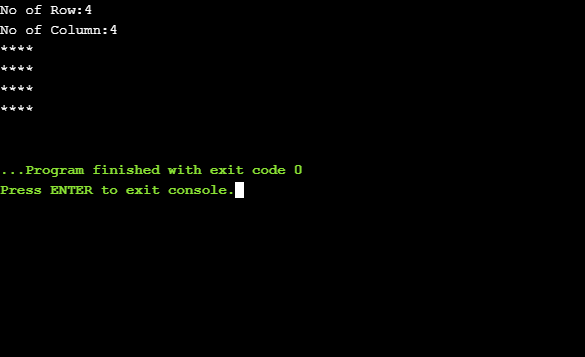 No of Row:4
No of Column:4
****
****
****
****
...Program finished with exit code 0
Press ENTER to exit console.